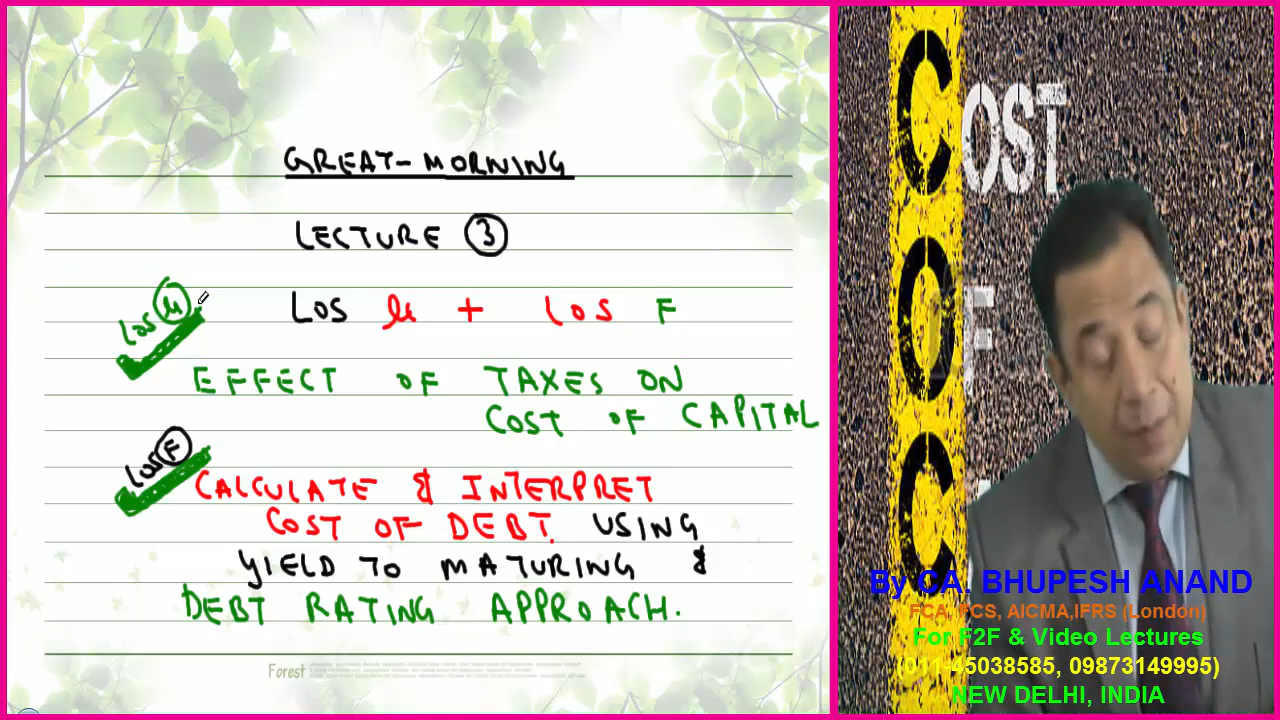 GREAT-MORNING
LECTURE 3
LOS
+ LOS F
EFFECT OF TAXES ON
COST OF CAPITAL
LOS F
CALCULATE & INTERPRET
COST OF DEBT USING
YIELD TO MATURING &
DEBT RATING APPROACH.
LOS
Forest
COST
OF
C
By CA. BHUPESH ANAND
FCA, FCS, AICMA,IFRS (London)
For F2F & Video Lectures
(011-45038585, 09873149995)
NEW DELHI, INDIA